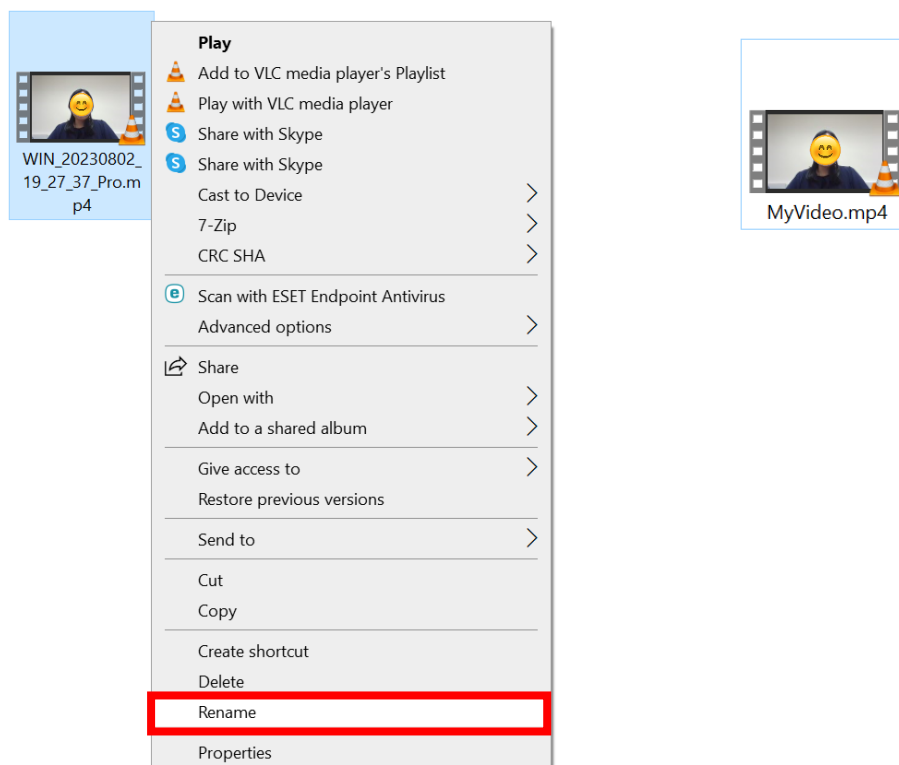 WIN_20230802_
19_27_37_Pro.m
p4
Play
Add to VLC media player's Playlist
Play with VLC media player
Share with Skype
Share with Skype
Cast to Device
7-Zip
CRC SHA
Scan with ESET Endpoint Antivirus
Advanced options
Share
Open with
Add to a shared album
Give access to
Restore previous versions
Send to
Cut
Copy
Create shortcut
Delete
Rename
Properties
MyVideo.mp4